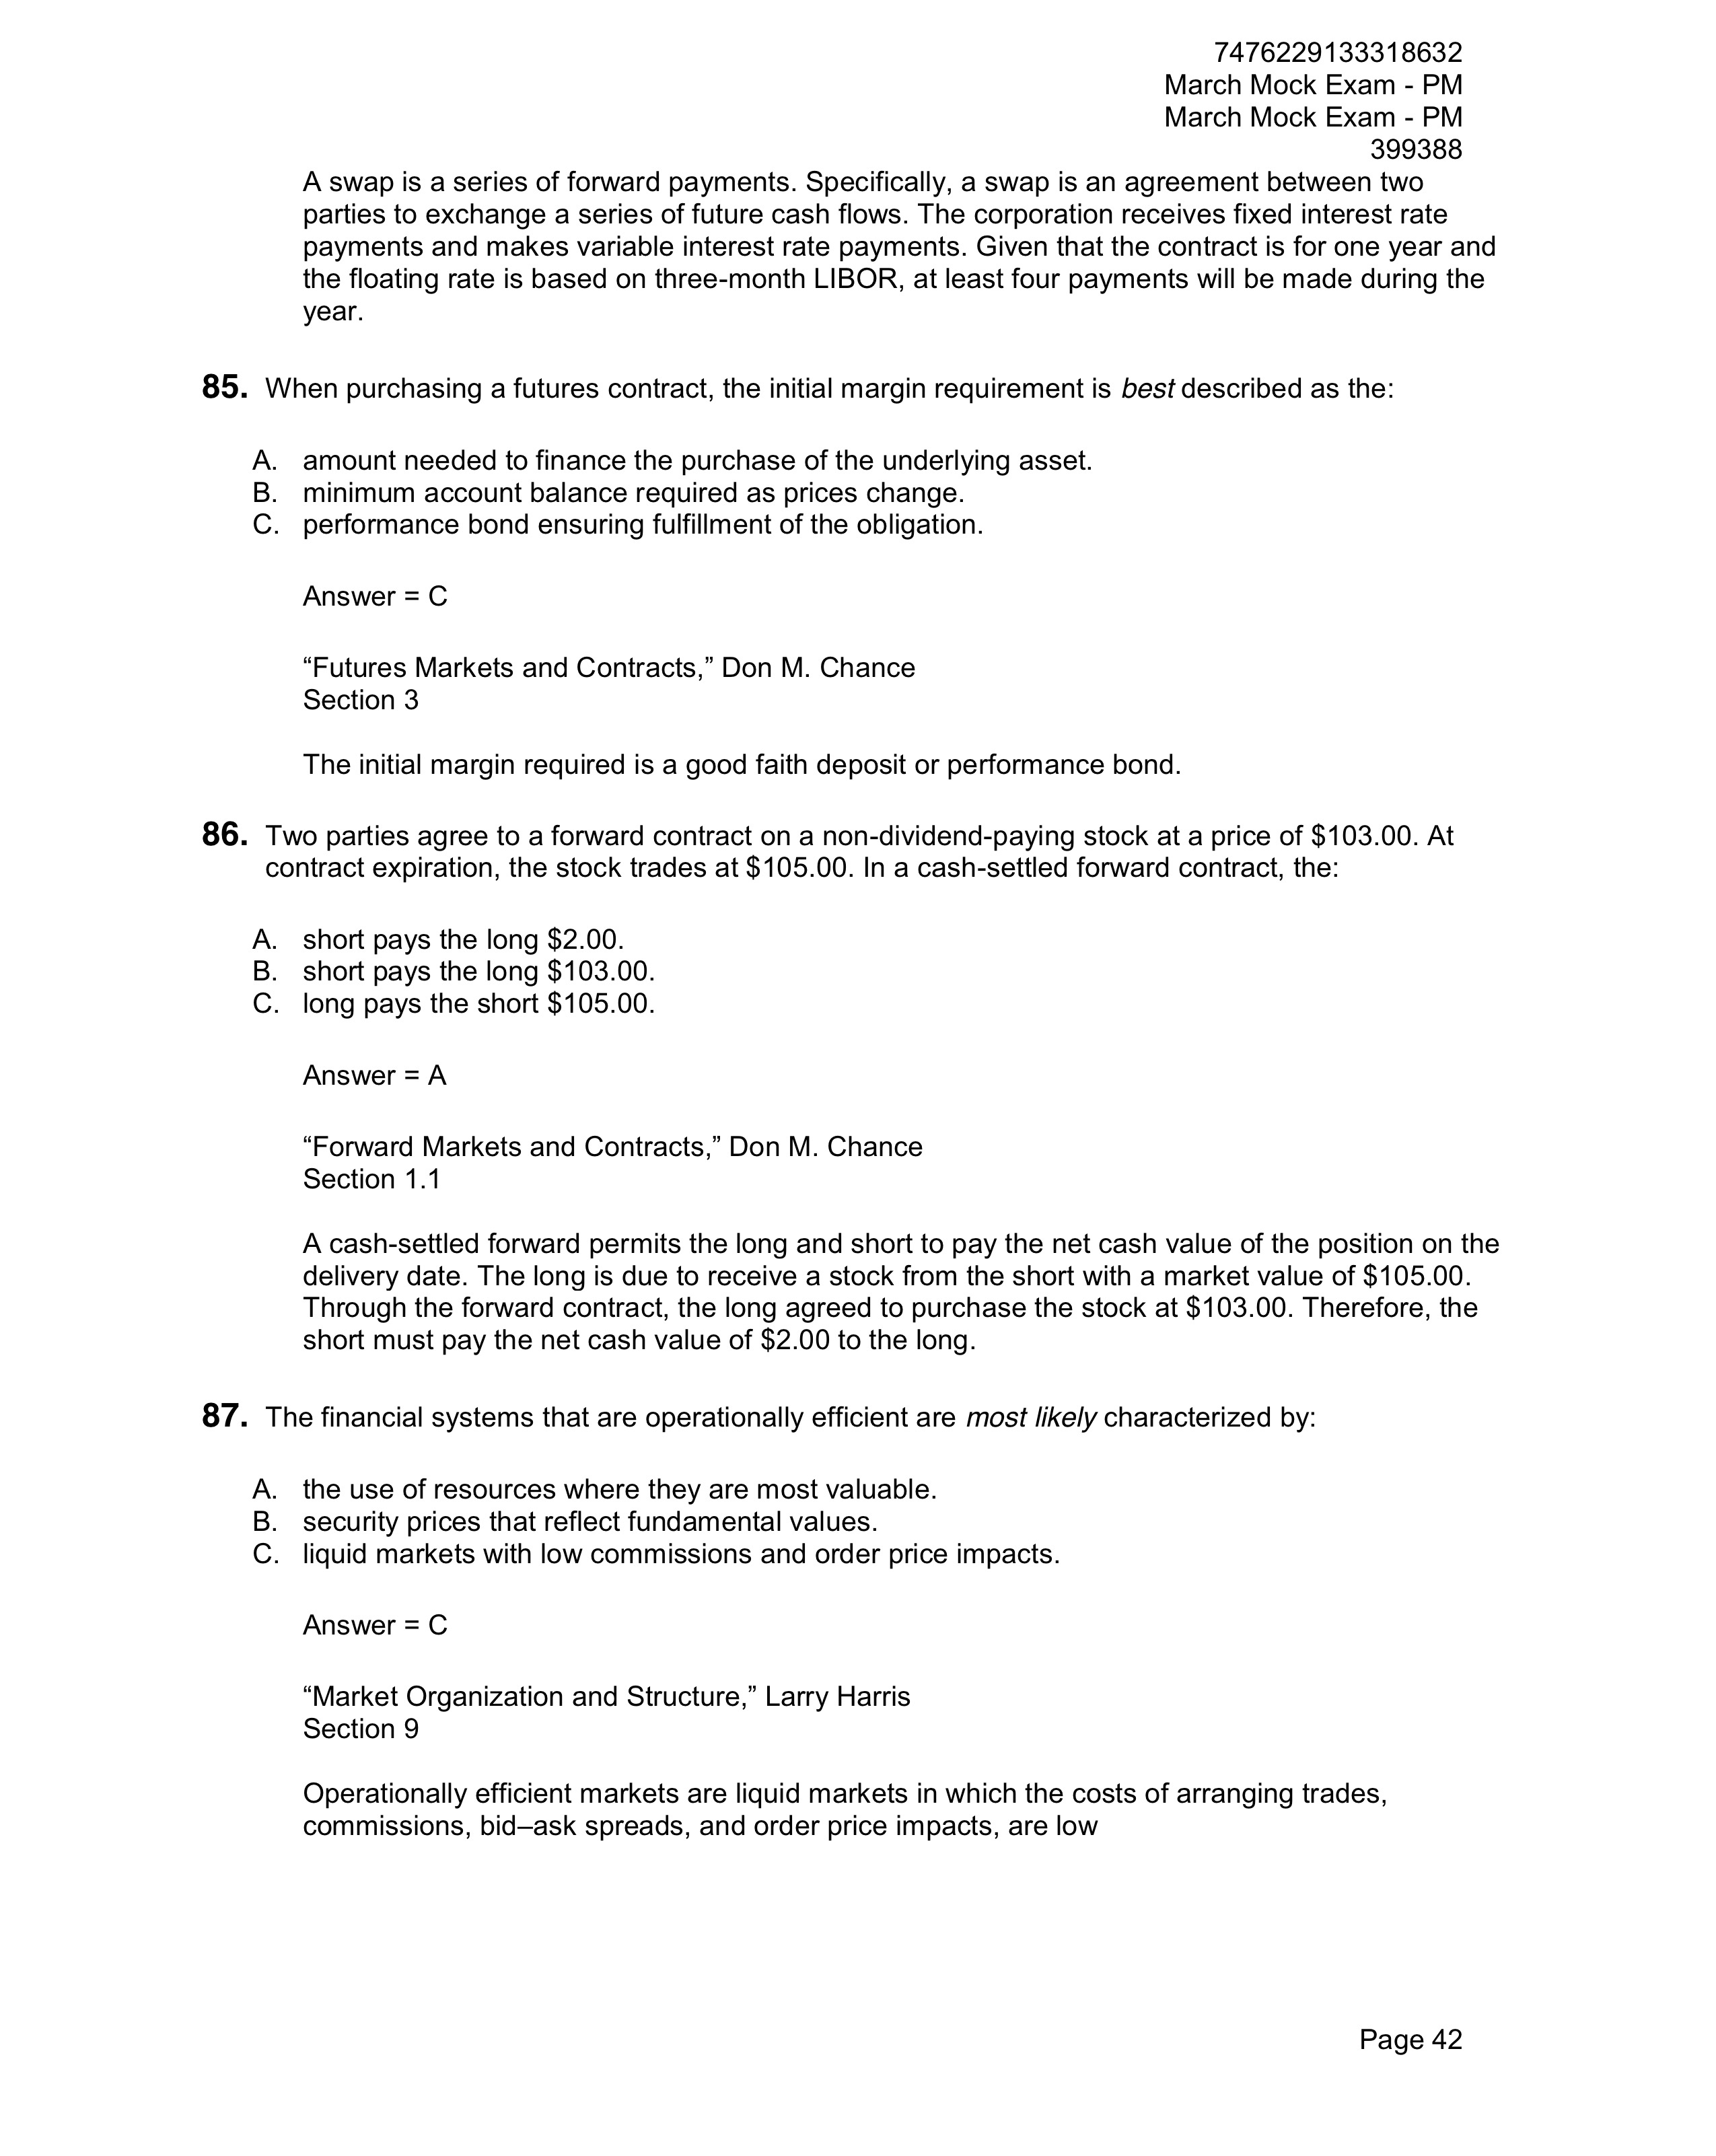 7476229133318632
March Mock Exam - PM
March Mock Exam - PM
399388
A swap is a series of forward payments. Specifically, a swap is an agreement between two
parties to exchange a series of future cash flows. The corporation receives fixed interest rate
payments and makes variable interest rate payments. Given that the contract is for one year and
the floating rate is based on three-month LIBOR, at least four payments will be made during the
year.
85. When purchasing a futures contract, the initial margin requirement is best described as the:
A. amount needed to finance the purchase of the underlying asset.
B. minimum account balance required as prices change.
C. performance bond ensuring fulfillment of the obligation.
Answer = C
“Futures Markets and Contracts,” Don M. Chance
Section 3
The initial margin required is a good faith deposit or performance bond.
86. Two parties agree to a forward contract on a non-dividend-paying stock at a price of $103.00. At
contract expiration, the stock trades at $105.00. In a cash-settled forward contract, the:
A. short pays the long $2.00.
B. short pays the long $103.00.
C. long pays the short $105.00.
Answer = A
“Forward Markets and Contracts,” Don M. Chance
Section 1.1
A cash-settled forward permits the long and short to pay the net cash value of the position on the
delivery date. The long is due to receive a stock from the short with a market value of $105.00.
Through the forward contract, the long agreed to purchase the stock at $103.00. Therefore, the
short must pay the net cash value of $2.00 to the long.
87. The financial systems that are operationally efficient are most likely characterized by:
A. the use of resources where they are most valuable.
B. security prices that reflect fundamental values.
C. liquid markets with low commissions and order price impacts.
Answer = C
“Market Organization and Structure,” Larry Harris
Section 9
Operationally efficient markets are liquid markets in which the costs of arranging trades,
commissions, bid–ask spreads, and order price impacts, are low
Page 42